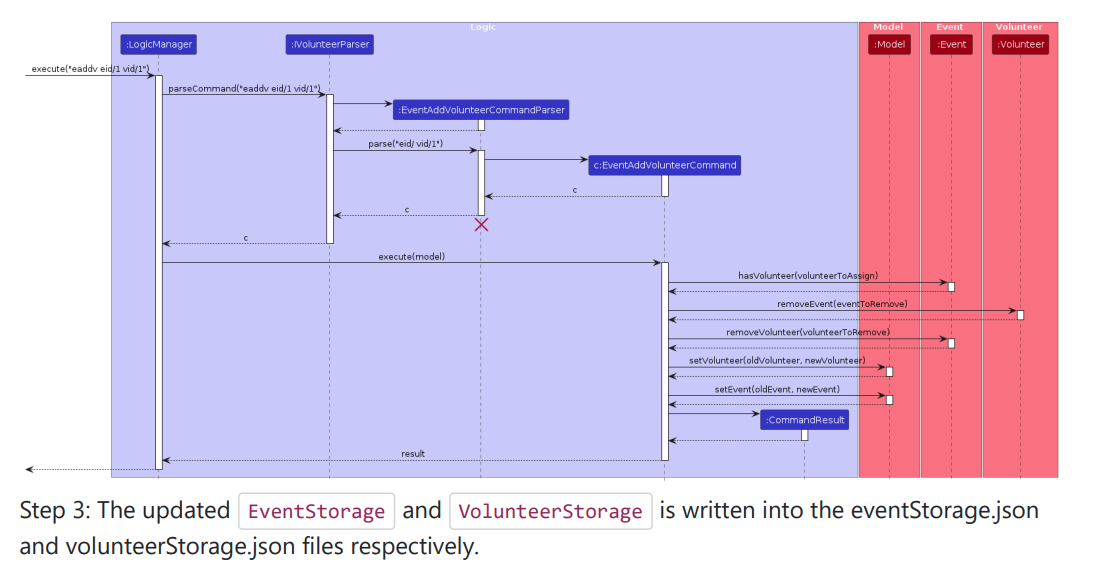 Logic
Model
Event
Volunteer
:LogicManager
:IVolunteerParser
:Model
:Event
:Volunteer
execute("eaddv eid/1 vid/1")
parseCommand("eaddv eid/1 vid/1")
:EventAddVolunteerCommandParser
parse("eid/ vid/1")
c:EventAddVolunteerCommand
c
c
c
execute(model)
hasVolunteer(volunteerToAssign)
removeEvent(eventToRemove)
removeVolunteer(volunteerToRemove)
setVolunteer(oldVolunteer, newVolunteer)
setEvent(oldEvent, newEvent)
:CommandResult
result
Step 3: The updated EventStorage and VolunteerStorage is written into the eventStorage.json
and volunteerStorage.json files respectively.